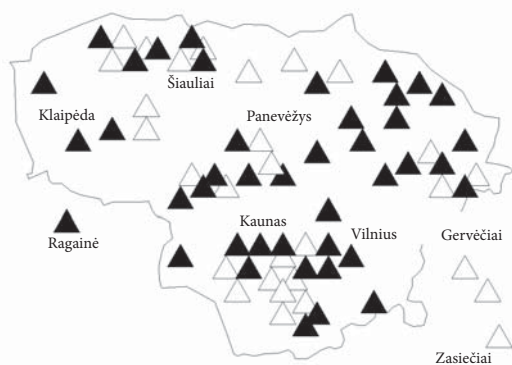 Šiauliai
Klaipėda
Panevėžys
Kaunas
Vilnius
Gervėčiai
Ragainė
Zasiečiai